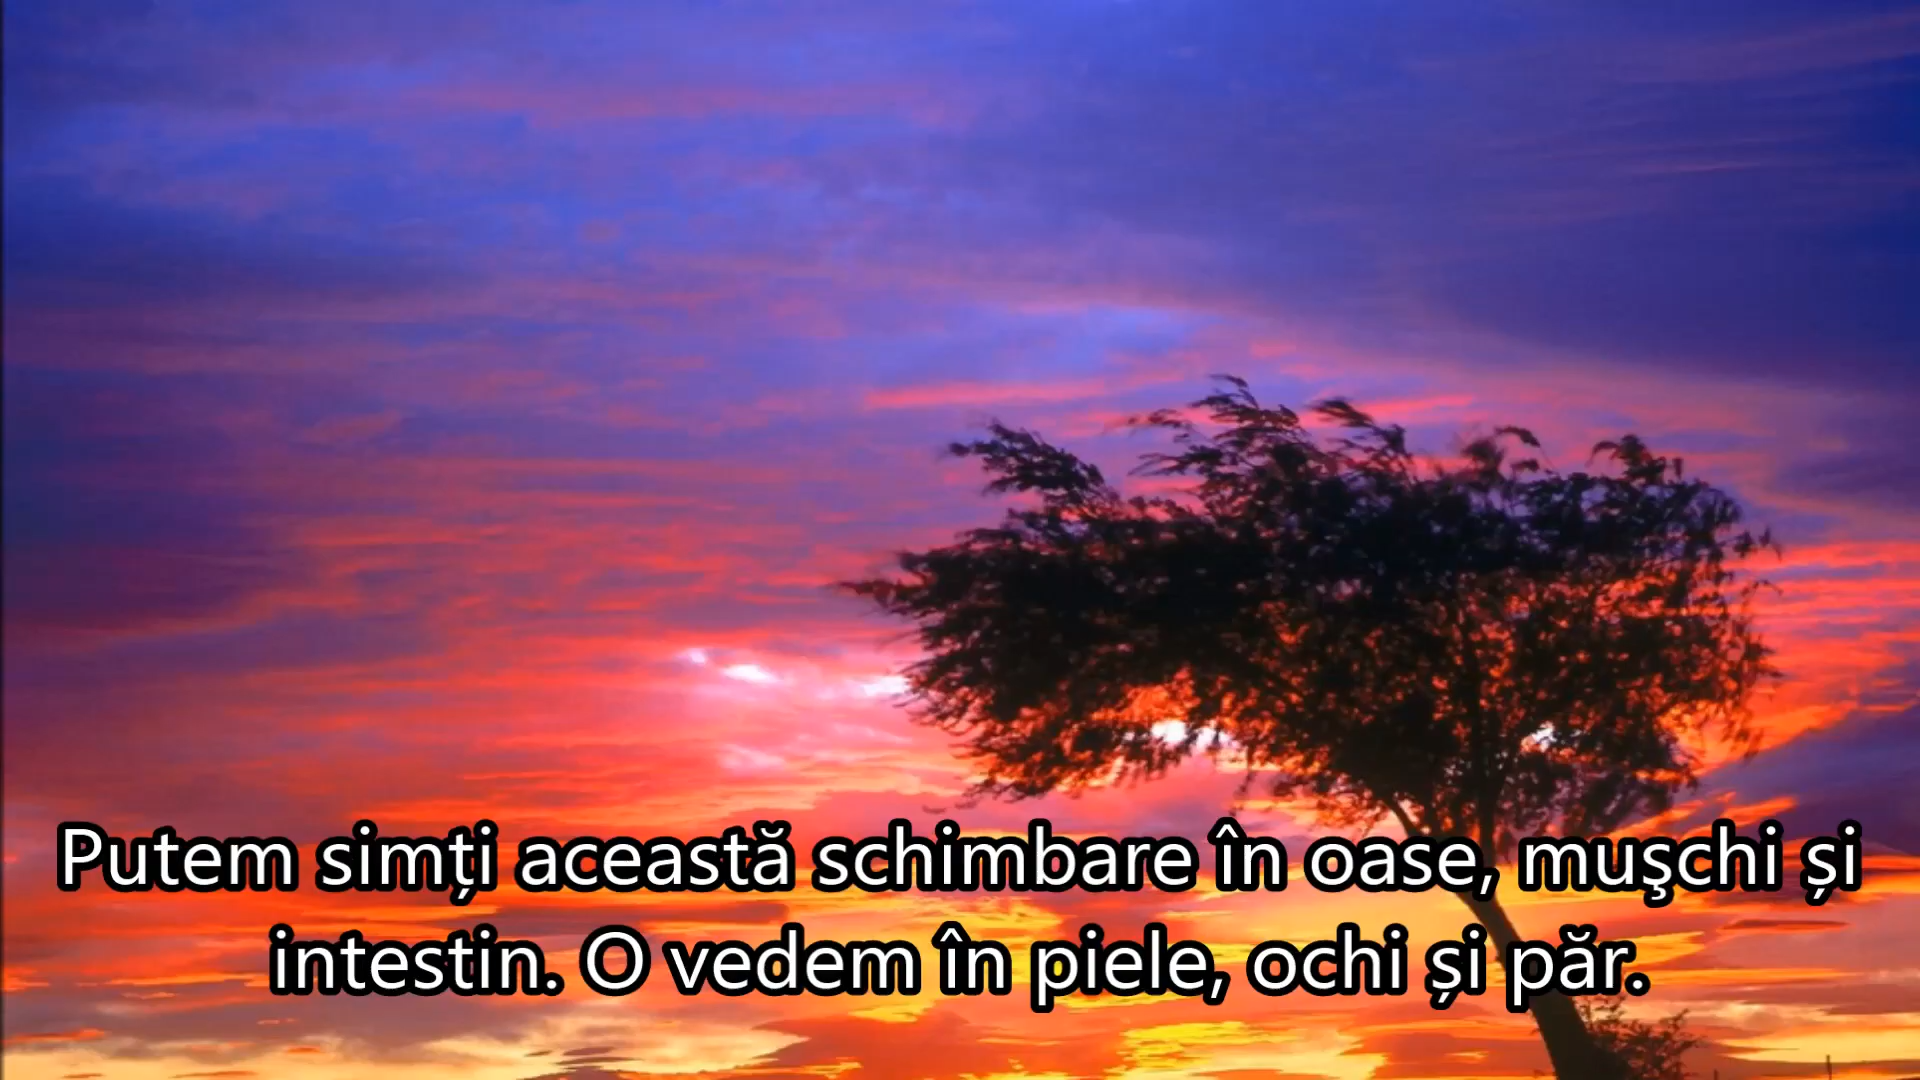 Putem simți această schimbare în oase, muşchi și
intestin. O vedem în piele, ochi și păr.